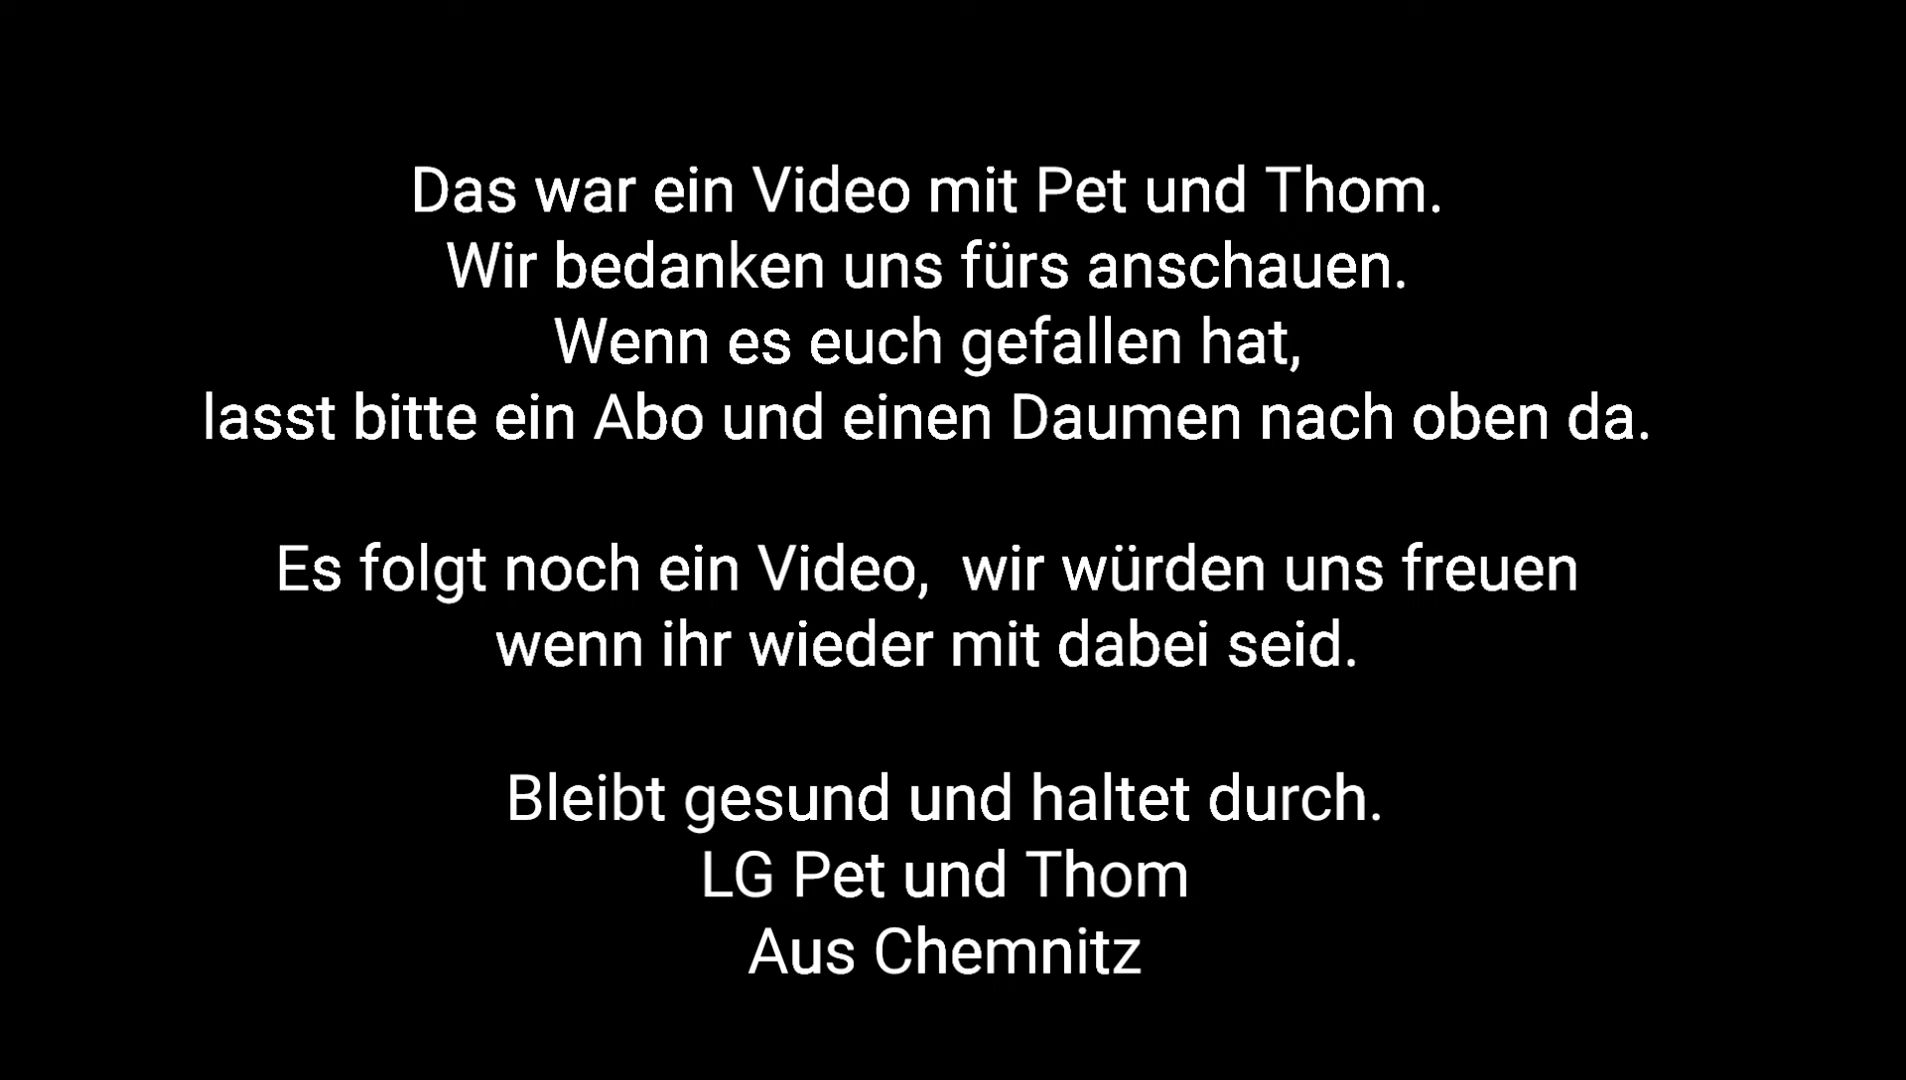 Das war ein Video mit Pet und Thom.
Wir bedanken uns fürs anschauen.
Wenn es euch gefallen hat,
lasst bitte ein Abo und einen Daumen nach oben da.
Es folgt noch ein Video,  wir würden uns freuen
wenn ihr wieder mit dabei seid.
Bleibt gesund und haltet durch.
LG Pet und Thom
Aus Chemnitz